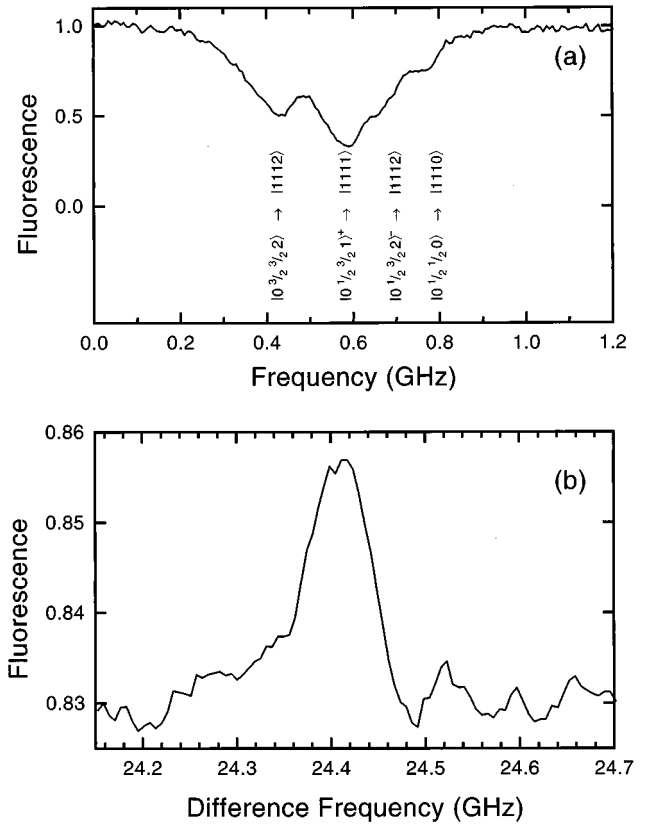 1.0
0.5
0.0
Fluorescence
(a)
|0 3/2 3/2 2⟩ → |1112⟩
|0 1/2 3/2 1⟩⁺ → |1111⟩
|0 1/2 3/2 2⟩⁻ → |1112⟩
|0 1/2 1/2 0⟩ → |1110⟩
0.0 0.2 0.4 0.6 0.8 1.0 1.2
Frequency (GHz)
0.86
0.85
0.84
0.83
Fluorescence
(b)
24.2 24.3 24.4 24.5 24.6 24.7
Difference Frequency (GHz)